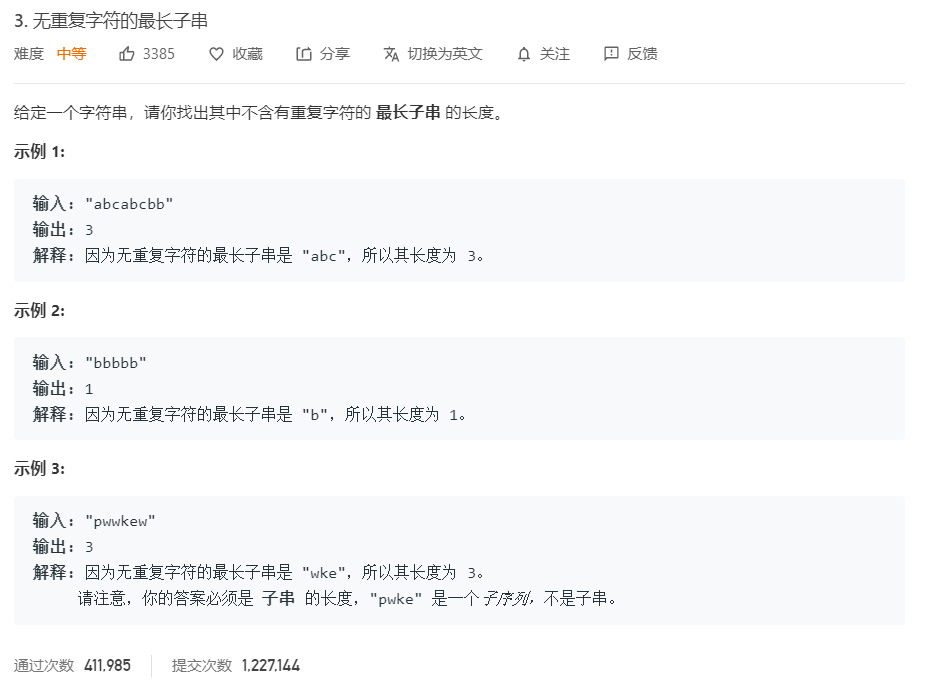 3. 无重复字符的最长子串
难度 中等 3385 收藏 分享 切换为英文 关注 反馈
给定一个字符串，请你找出其中不含有重复字符的 最长子串 的长度。
示例 1:
输入: "abcabcbb"
输出: 3
解释: 因为无重复字符的最长子串是 "abc"，所以其长度为 3。
示例 2:
输入: "bbbbb"
输出: 1
解释: 因为无重复字符的最长子串是 "b"，所以其长度为 1。
示例 3:
输入: "pwwkew"
输出: 3
解释: 因为无重复字符的最长子串是 "wke"，所以其长度为 3。
请注意，你的答案必须是 子串 的长度，"pwke" 是一个子序列，不是子串。
通过次数 411,985 提交次数 1,227,144